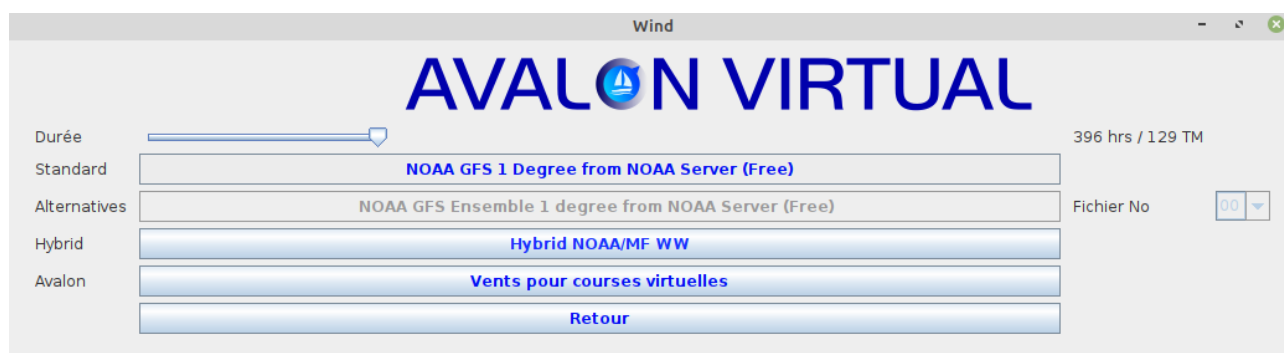 Wind
AVALON VIRTUAL
Durée 396 hrs / 129 TM
Standard NOAA GFS 1 Degree from NOAA Server (Free)
Alternatives NOAA GFS Ensemble 1 degree from NOAA Server (Free) Fichier No 00
Hybrid Hybrid NOAA/MF WW
Avalon Vents pour courses virtuelles
Retour